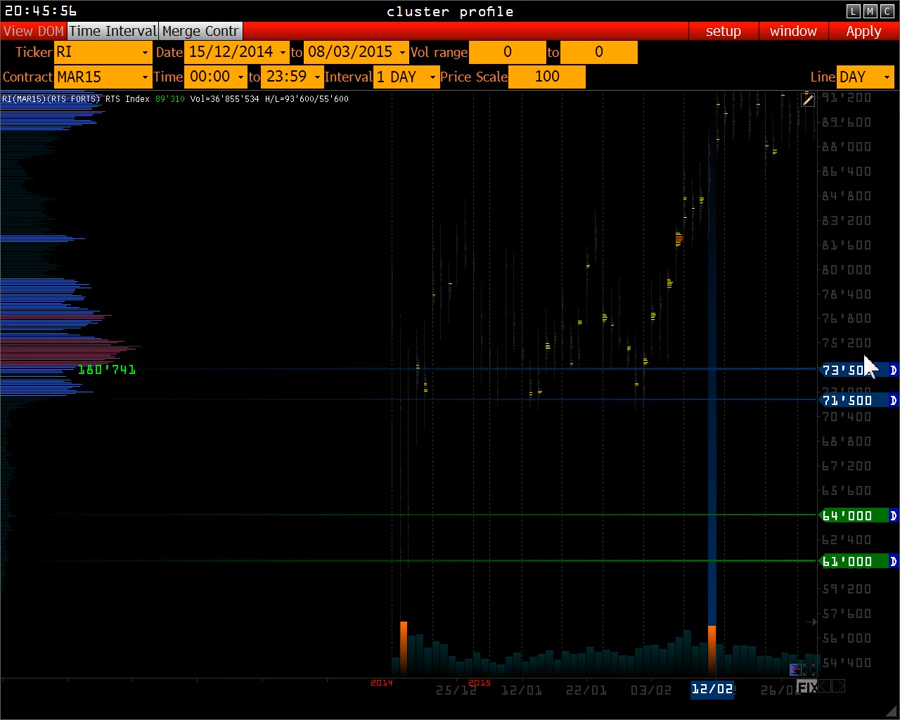 20:45:56 cluster profile L M C
View DOM Time Interval Merge Contr setup window Apply
Ticker RI Date 15/12/2014 to 08/03/2015 Vol range 0 to 0
Contract MAR15 Time 00:00 to 23:59 Interval 1 DAY Price Scale 100 Line DAY
RI(MAR15)(RTS FORTS) RTS Index 89'310 Vol=36'855'534 H/L=93'600/55'600
91'200
89'600
88'000
86'400
84'800
83'200
81'600
80'000
78'400
76'800
75'200
180'741 73'500 D
71'500 D
70'400
68'800
67'200
65'600
64'000 D
62'400
61'000 D
59'200
57'600
56'000
54'400
2014 2015
25/12 12/01 22/01 03/02 12/02 26/0 FIX